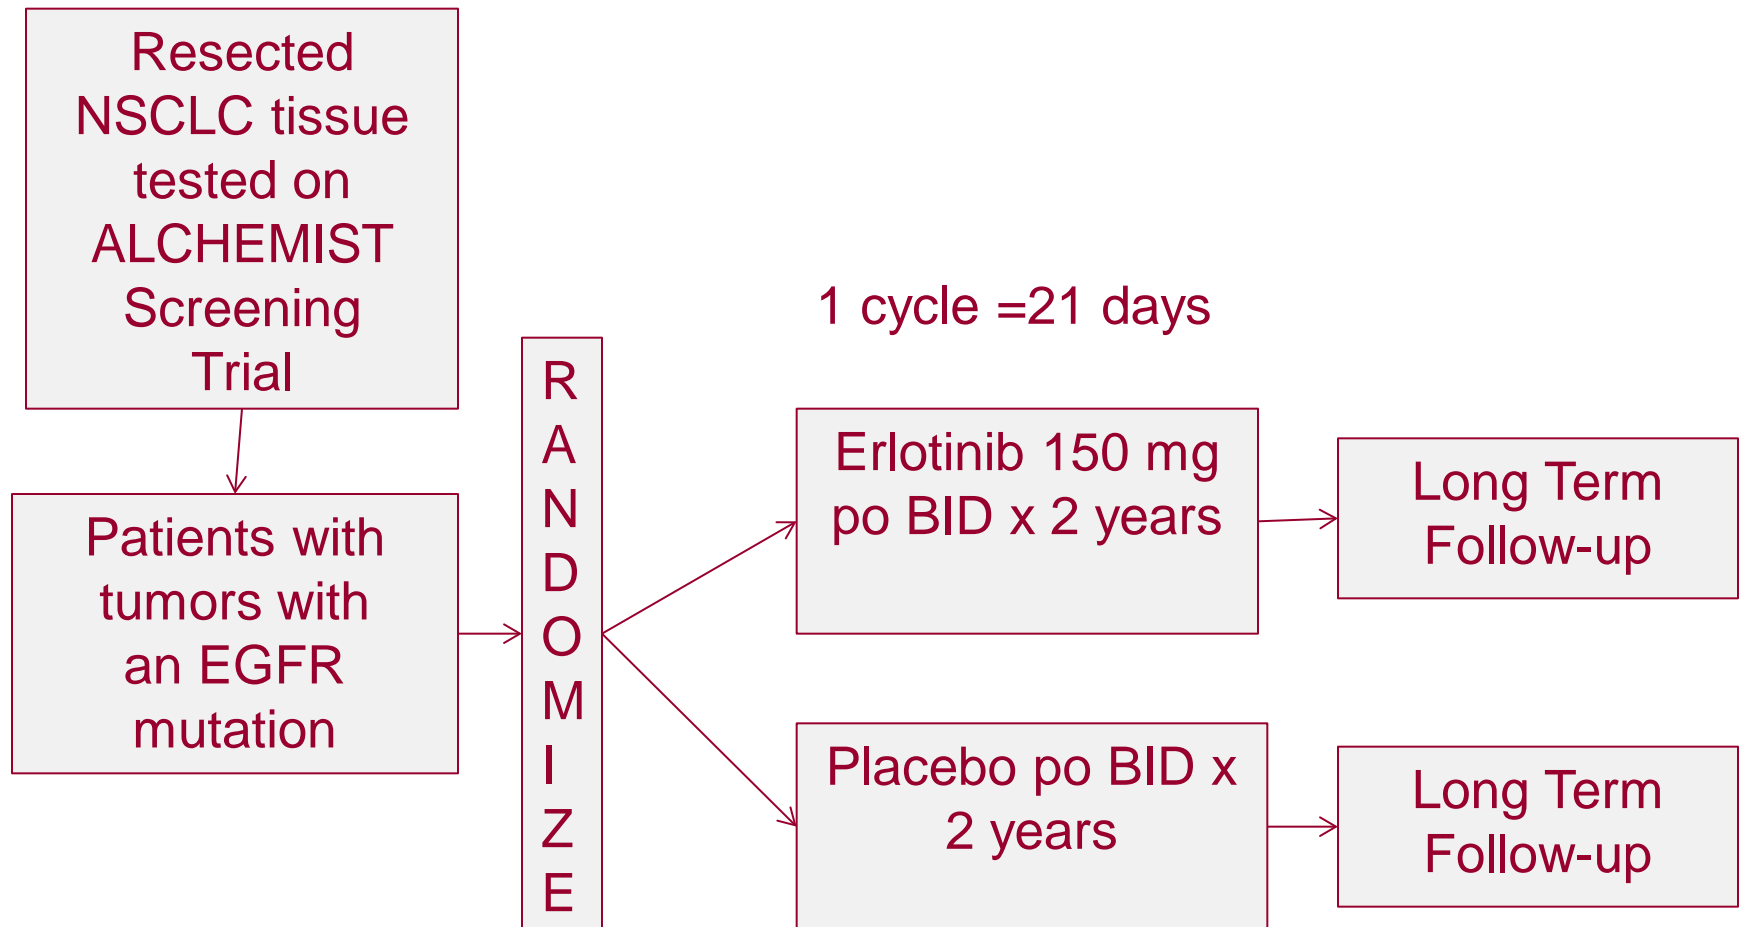 Resected
NSCLC tissue
tested on
ALCHEMIST
Screening
Trial
Patients with
tumors with
an EGFR
mutation
R
A
N
D
O
M
I
Z
E
1 cycle =21 days
Erlotinib 150 mg
po BID x 2 years
Long Term
Follow-up
Placebo po BID x
2 years
Long Term
Follow-up